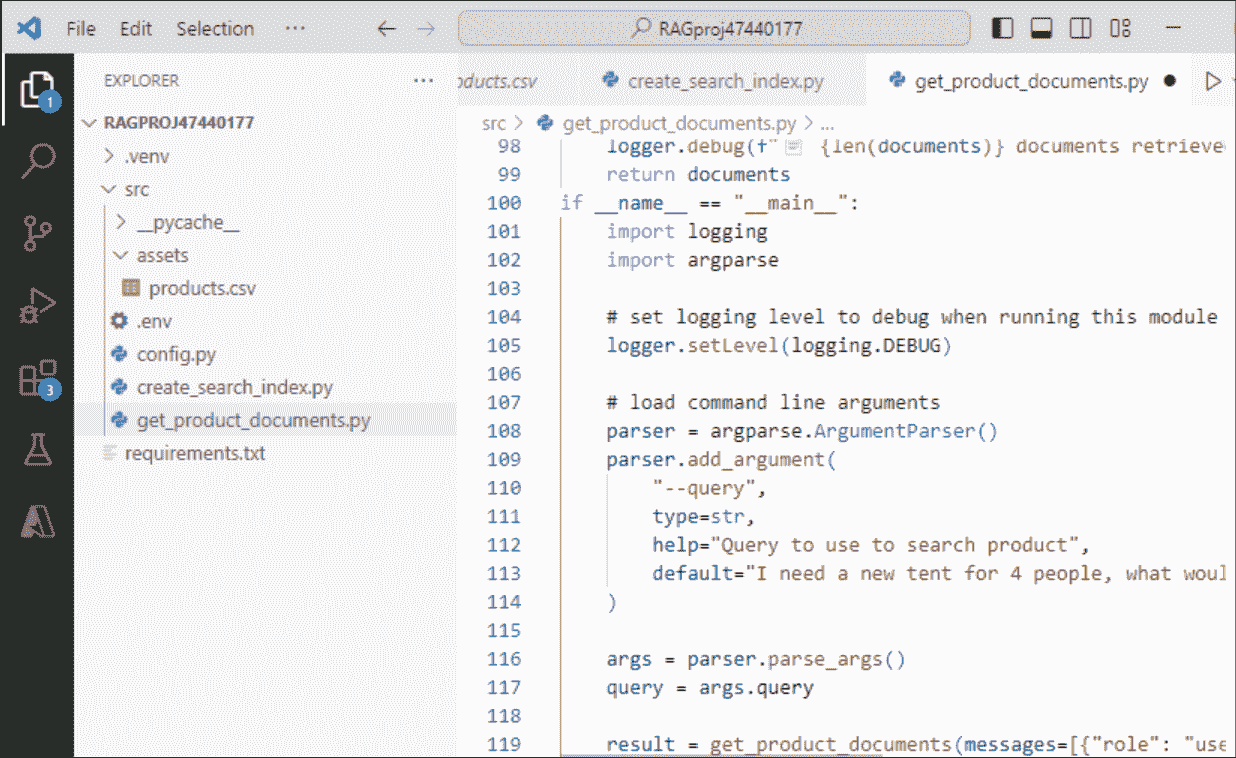 File Edit Selection ··· RAGproj47440177
EXPLORER ···
1
RAGPROJ47440177
.venv
src
__pycache__
assets
products.csv
.env
config.py
3
create_search_index.py
get_product_documents.py
requirements.txt
oducts.csv create_search_index.py get_product_documents.py
src > get_product_documents.py > ...
98 logger.debug(f" {len(documents)} documents retrieve
99 return documents
100 if __name__ == "__main__":
101 import logging
102 import argparse
103
104 # set logging level to debug when running this module
105 logger.setLevel(logging.DEBUG)
106
107 # load command line arguments
108 parser = argparse.ArgumentParser()
109 parser.add_argument(
110 "--query",
111 type=str,
112 help="Query to use to search product",
113 default="I need a new tent for 4 people, what woul
114 )
115
116 args = parser.parse_args()
117 query = args.query
118
119 result = get_product_documents(messages=[{"role": "use